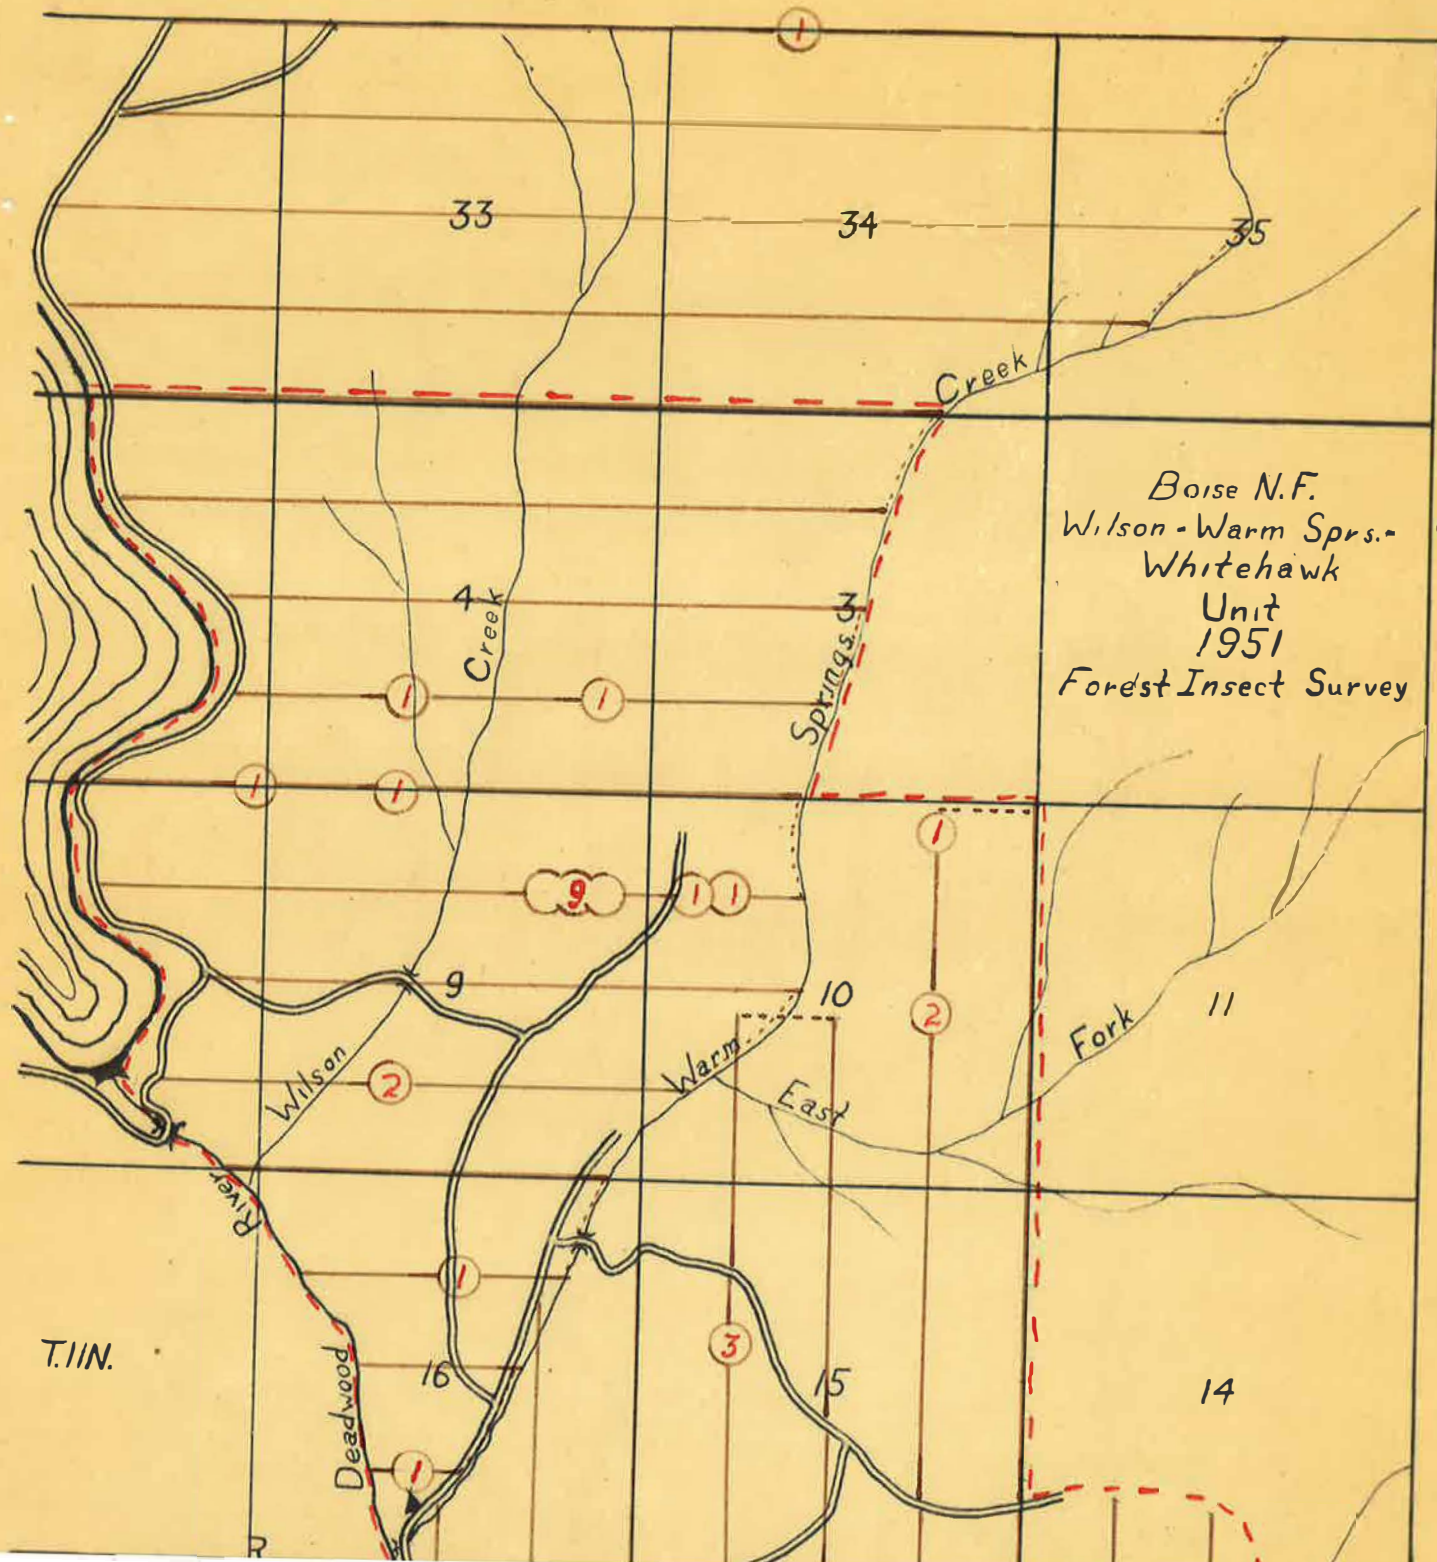 1
33
34
35
Creek
Boise N.F.
Wilson - Warm Sprs.-
Whitehawk
Unit
1951
Forest Insect Survey
4
Creek
3
Springs.
1
1
1
1
1
9
1
1
9
10
2
11
Fork
Warm.
Wilson
2
East
River
1
T.11N.
Deadwood
16
3
15
14
1
R